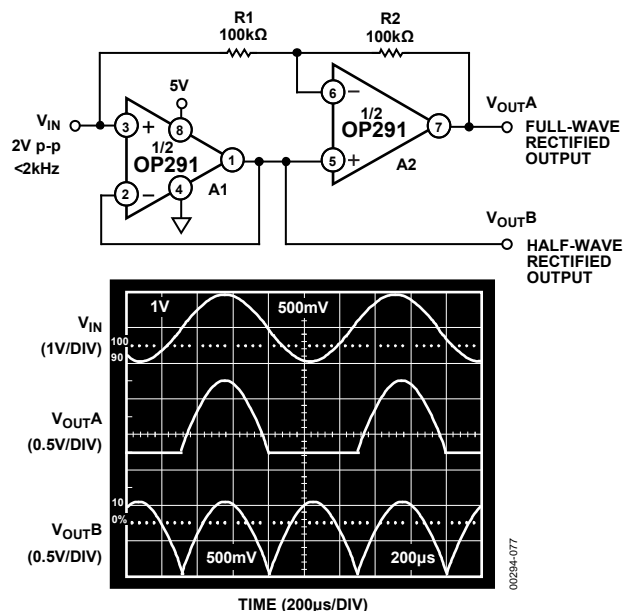 R1
100kΩ
R2
100kΩ
5V
VIN
2V p-p
<2kHz
3
+
8
1/2
OP291
1
2
−
4
A1
6
−
1/2
OP291
7
5
+
A2
VOUTA
FULL-WAVE
RECTIFIED
OUTPUT
VOUTB
HALF-WAVE
RECTIFIED
OUTPUT
1V
500mV
VIN
(1V/DIV)
100
90
VOUTA
(0.5V/DIV)
10
0%
VOUTB
(0.5V/DIV)
500mV
200µs
TIME (200µs/DIV)
00294-077